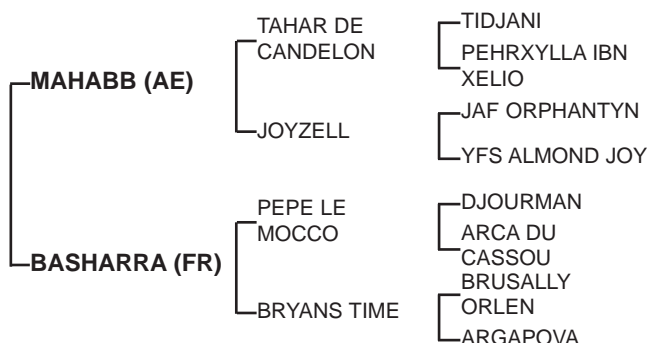 TAHAR DE
CANDELON
TIDJANI
PEHRXYLLA IBN
XELIO
MAHABB (AE)
JOYZELL
JAF ORPHANTYN
YFS ALMOND JOY
PEPE LE
MOCCO
DJOURMAN
ARCA DU
CASSOU
BASHARRA (FR)
BRYANS TIME
BRUSALLY
ORLEN
ARGAPOVA